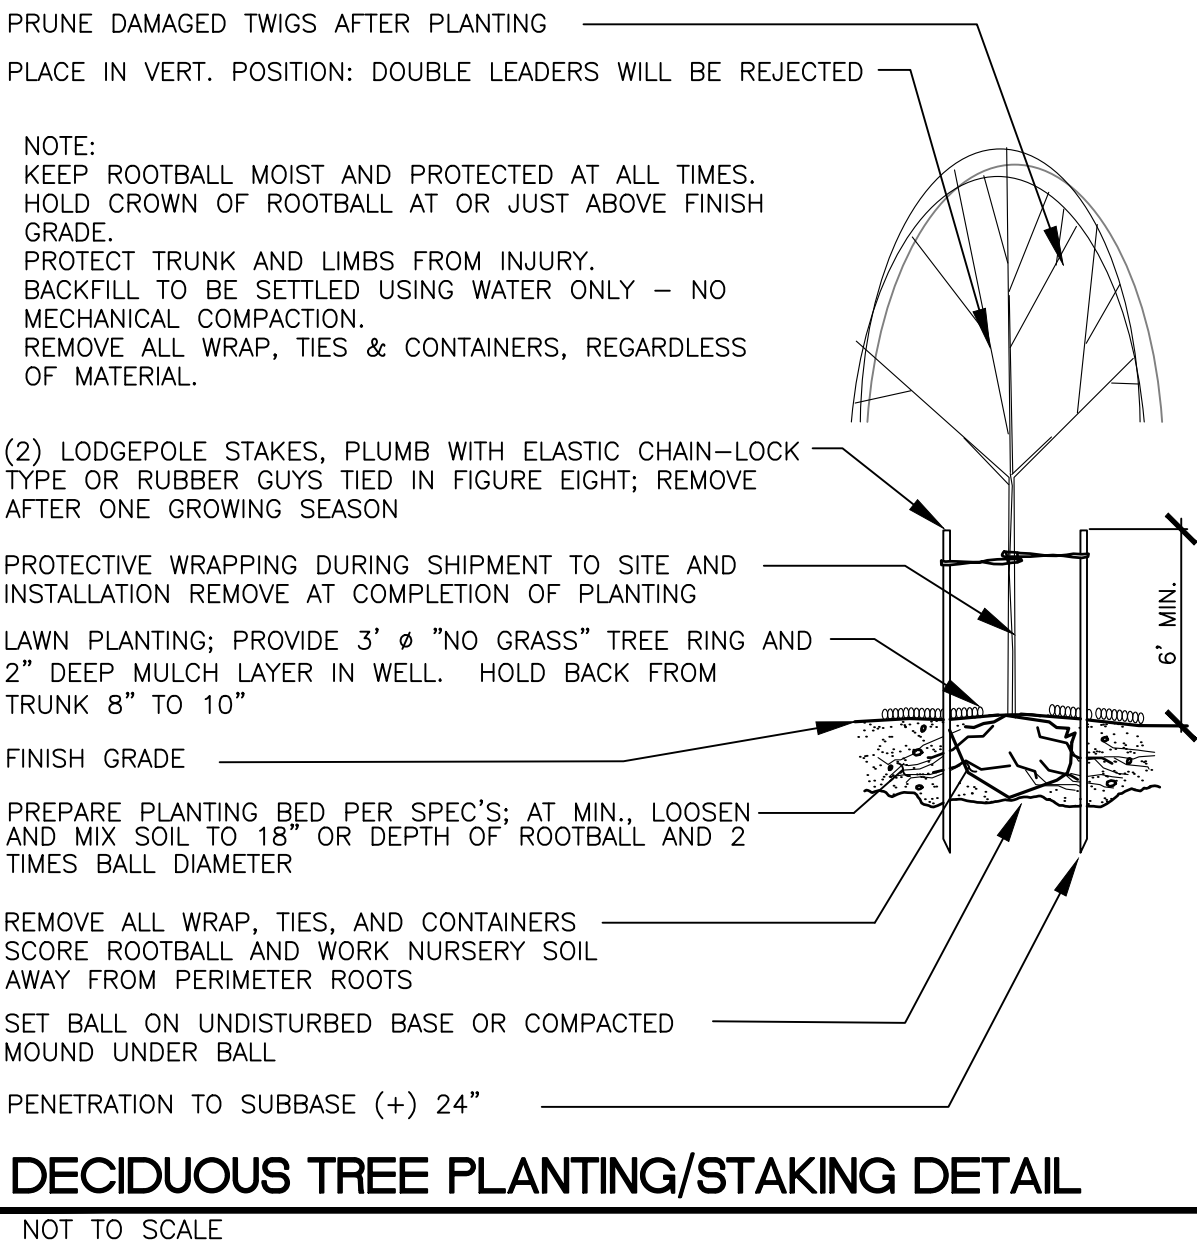 PRUNE DAMAGED TWIGS AFTER PLANTING
PLACE IN VERT. POSITION: DOUBLE LEADERS WILL BE REJECTED
NOTE:
KEEP ROOTBALL MOIST AND PROTECTED AT ALL TIMES.
HOLD CROWN OF ROOTBALL AT OR JUST ABOVE FINISH
GRADE.
PROTECT TRUNK AND LIMBS FROM INJURY.
BACKFILL TO BE SETTLED USING WATER ONLY – NO
MECHANICAL COMPACTION.
REMOVE ALL WRAP, TIES & CONTAINERS, REGARDLESS
OF MATERIAL.
(2) LODGEPOLE STAKES, PLUMB WITH ELASTIC CHAIN–LOCK
TYPE OR RUBBER GUYS TIED IN FIGURE EIGHT; REMOVE
AFTER ONE GROWING SEASON
PROTECTIVE WRAPPING DURING SHIPMENT TO SITE AND
INSTALLATION REMOVE AT COMPLETION OF PLANTING
6' MIN.
LAWN PLANTING; PROVIDE 3' ø "NO GRASS" TREE RING AND
2" DEEP MULCH LAYER IN WELL. HOLD BACK FROM
TRUNK 8" TO 10"
FINISH GRADE
PREPARE PLANTING BED PER SPEC'S; AT MIN., LOOSEN
AND MIX SOIL TO 18" OR DEPTH OF ROOTBALL AND 2
TIMES BALL DIAMETER
REMOVE ALL WRAP, TIES, AND CONTAINERS
SCORE ROOTBALL AND WORK NURSERY SOIL
AWAY FROM PERIMETER ROOTS
SET BALL ON UNDISTURBED BASE OR COMPACTED
MOUND UNDER BALL
PENETRATION TO SUBBASE (+) 24"
DECIDUOUS TREE PLANTING/STAKING DETAIL
NOT TO SCALE